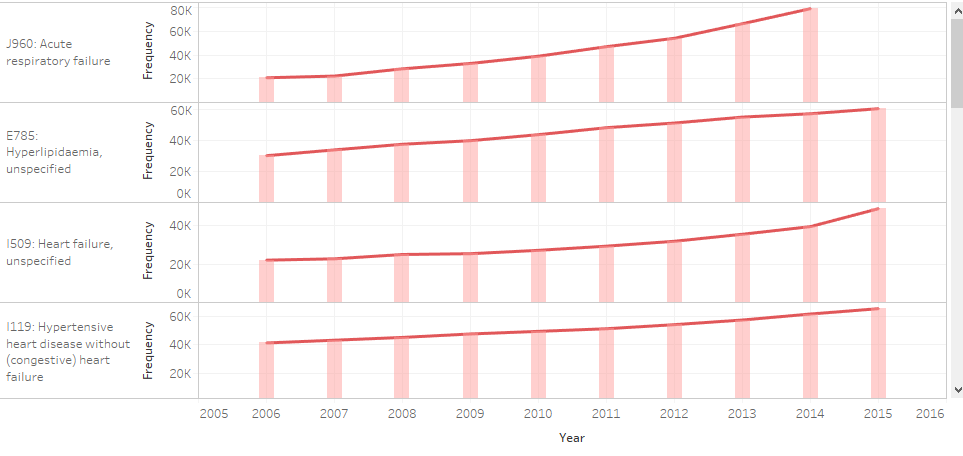 80K
60K
40K
20K
Frequency
J960: Acute
respiratory failure
60K
40K
20K
0K
Frequency
E785:
Hyperlipidaemia,
unspecified
40K
20K
0K
Frequency
I509: Heart failure,
unspecified
60K
40K
20K
Frequency
I119: Hypertensive
heart disease without
(congestive) heart
failure
2005 2006 2007 2008 2009 2010 2011 2012 2013 2014 2015 2016
Year